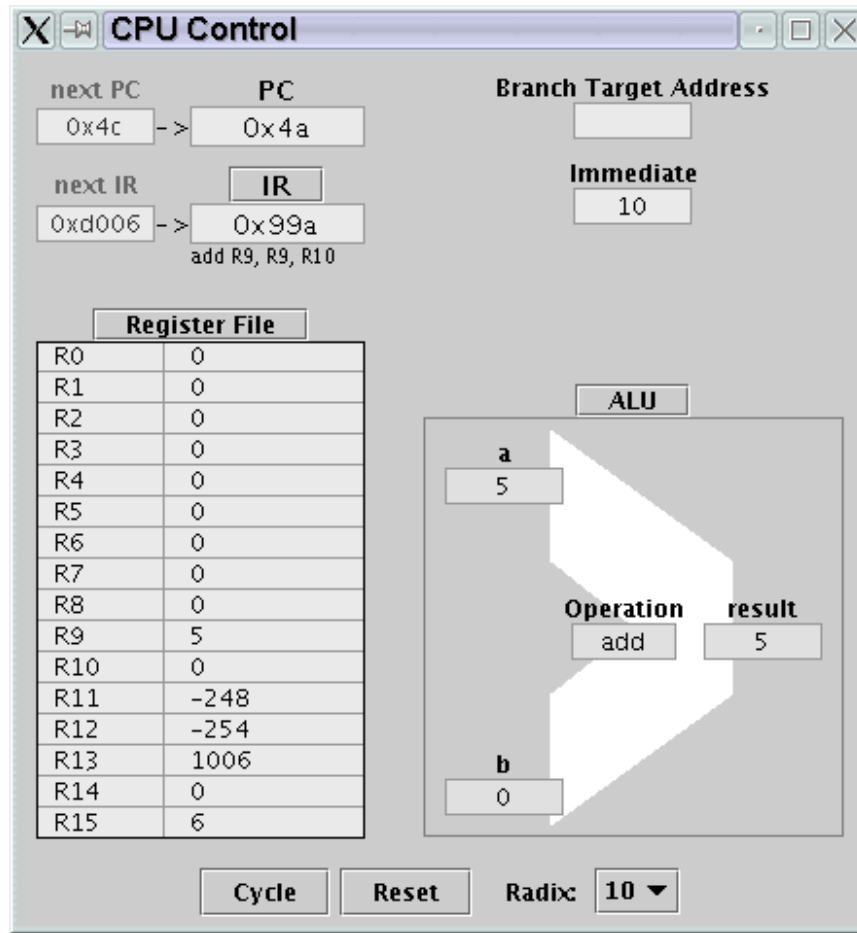 X CPU Control
next PC PC
0x4c -> 0x4a
next IR IR
0xd006 -> 0x99a
add R9, R9, R10
Branch Target Address
Immediate
10
Register File
R0 0
R1 0
R2 0
R3 0
R4 0
R5 0
R6 0
R7 0
R8 0
R9 5
R10 0
R11 -248
R12 -254
R13 1006
R14 0
R15 6
ALU
a
5
Operation result
add 5
b
0
Cycle Reset Radix: 10